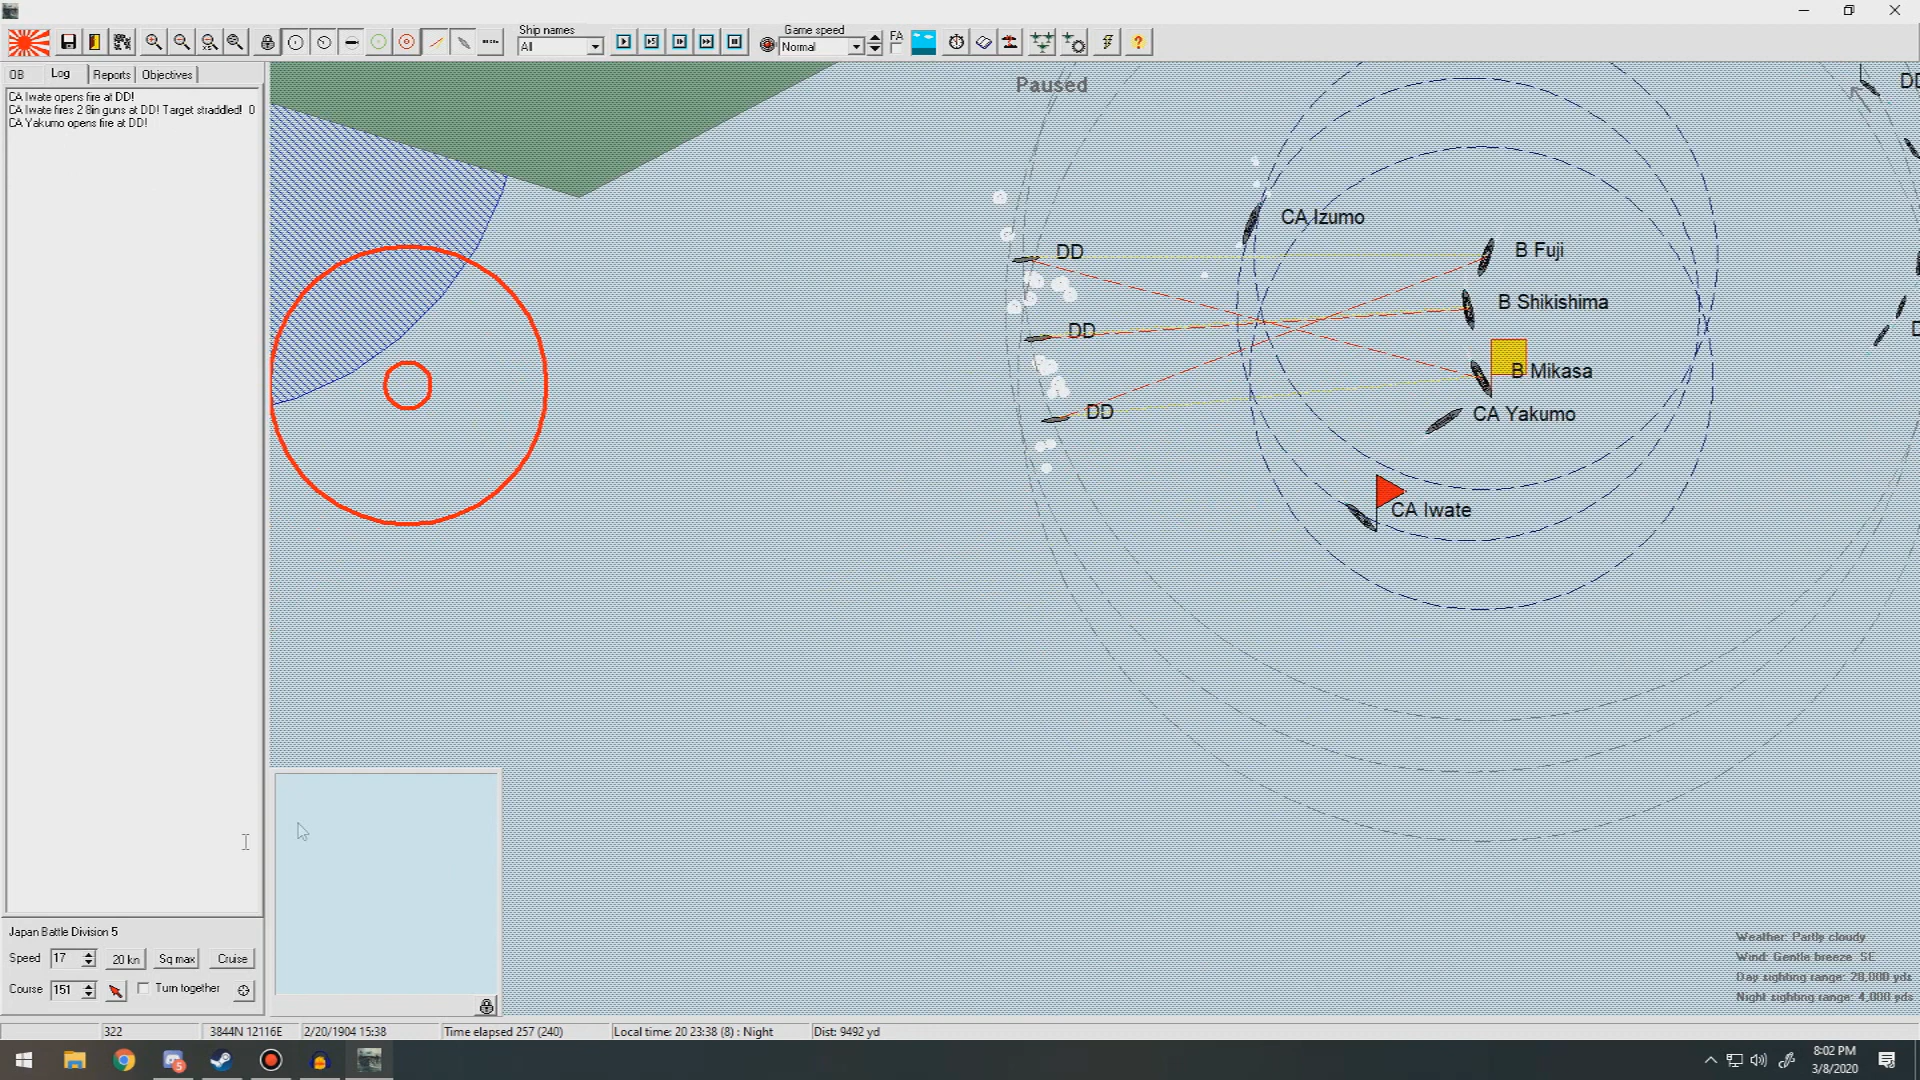 Ship names
Game speed
FA
All
Normal
OB
Log
Reports
Objectives
CA Iwate opens fire at DD!
CA Iwate fires 2 8in guns at DD! Target straddled!  0
CA Yakumo opens fire at DD!
Paused
DD
CA Izumo
DD
B Fuji
B Shikishima
DD
B Mikasa
DD
CA Yakumo
CA Iwate
Japan Battle Division 5
Speed
17
20 kn
Sq max
Cruise
Course
151
Turn together
Weather: Partly cloudy
Wind: Gentle breeze  SE
Day sighting range: 28,000 yds
Night sighting range: 4,000 yds
322
3844N 12116E
2/20/1904 15:38
Time elapsed 257 (240)
Local time: 20 23:38 (8) : Night
Dist: 9492 yd
5
8:02 PM
3/8/2020